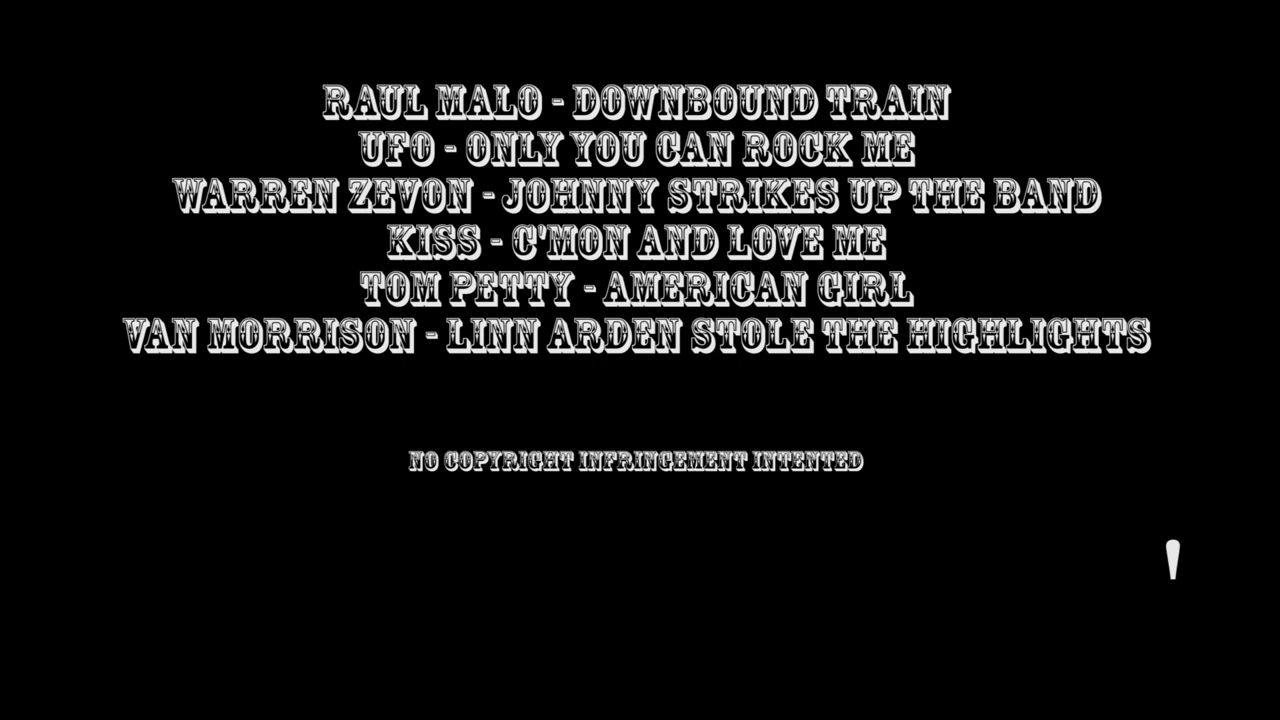 RAUL MALO - DOWNBOUND TRAIN
UFO - ONLY YOU CAN ROCK ME
WARREN ZEVON - JOHNNY STRIKES UP THE BAND
KISS - C'MON AND LOVE ME
TOM PETTY - AMERICAN GIRL
VAN MORRISON - LINN ARDEN STOLE THE HIGHLIGHTS
NO COPYRIGHT INFRINGEMENT INTENTED
'